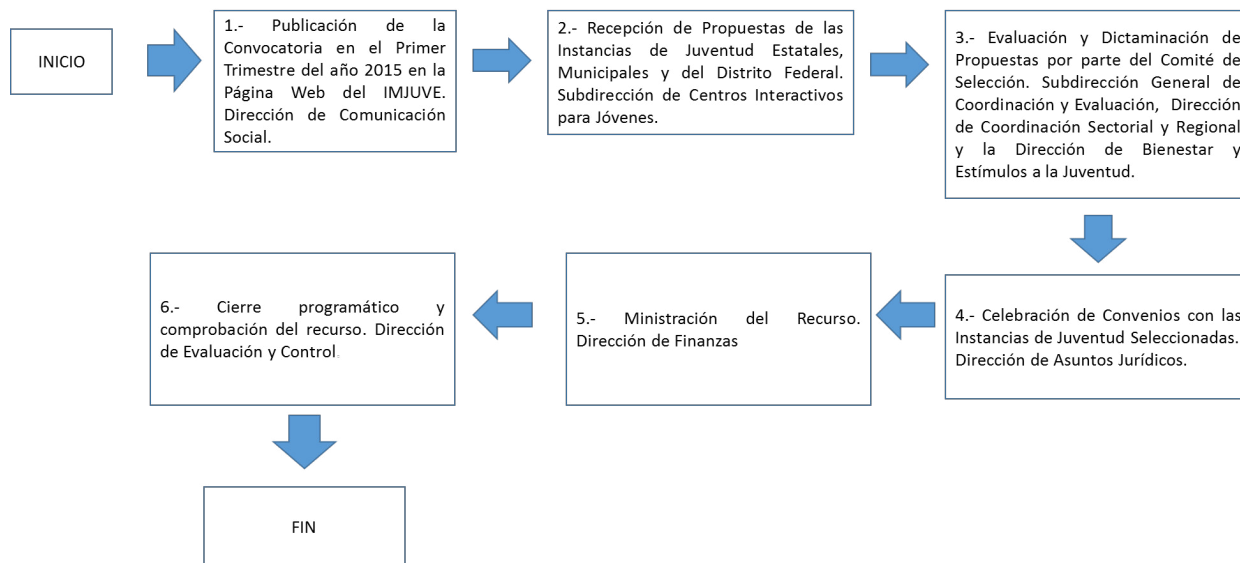 INICIO
1.- Publicación de la
Convocatoria en el Primer
Trimestre del año 2015 en la
Página Web del IMJUVE.
Dirección de Comunicación
Social.
2.- Recepción de Propuestas de las
Instancias de Juventud Estatales,
Municipales y del Distrito Federal.
Subdirección de Centros Interactivos
para Jóvenes.
3.- Evaluación y Dictaminación de
Propuestas por parte del Comité de
Selección. Subdirección General de
Coordinación y Evaluación, Dirección
de Coordinación Sectorial y Regional
y la Dirección de Bienestar y
Estímulos a la Juventud.
4.- Celebración de Convenios con las
Instancias de Juventud Seleccionadas.
Dirección de Asuntos Jurídicos.
5.- Ministración del Recurso.
Dirección de Finanzas
6.- Cierre programático y
comprobación del recurso. Dirección
de Evaluación y Control.
FIN